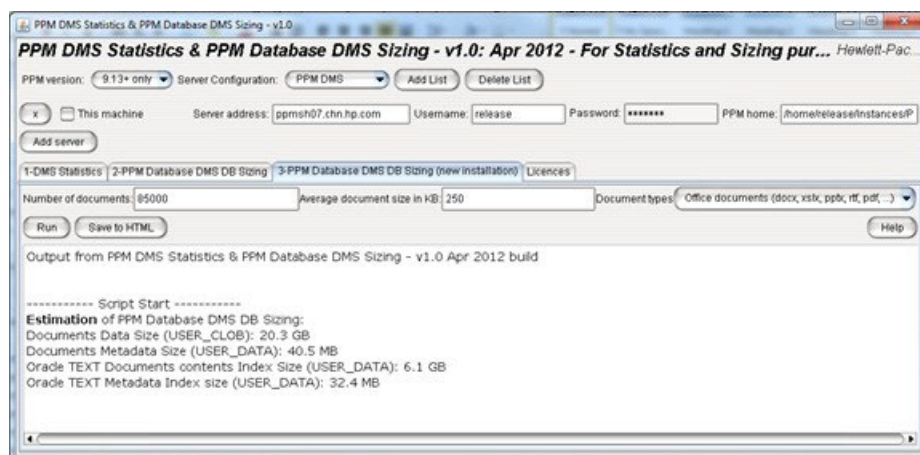 PPM DMS Statistics & PPM Database DMS Sizing - v1.0
PPM DMS Statistics & PPM Database DMS Sizing - v1.0: Apr 2012 - For Statistics and Sizing pur... Hewlett-Pac...
PPM version: 9.13+ only Server Configuration: PPM DMS Add List Delete List
x This machine Server address: ppmsh07.chn.hp.com Username: release Password: ******* PPM home: /home/release/instances/P
Add server
1-DMS Statistics 2-PPM Database DMS DB Sizing 3-PPM Database DMS DB Sizing (new installation) Licences
Number of documents: 85000 Average document size in KB: 250 Document types Office documents (docx, xslx, pptx, rtf, pdf, ...)
Run Save to HTML Help
Output from PPM DMS Statistics & PPM Database DMS Sizing - v1.0 Apr 2012 build
----------- Script Start -----------
Estimation of PPM Database DMS DB Sizing:
Documents Data Size (USER_CLOB): 20.3 GB
Documents Metadata Size (USER_DATA): 40.5 MB
Oracle TEXT Documents contents Index Size (USER_DATA): 6.1 GB
Oracle TEXT Metadata Index size (USER_DATA): 32.4 MB